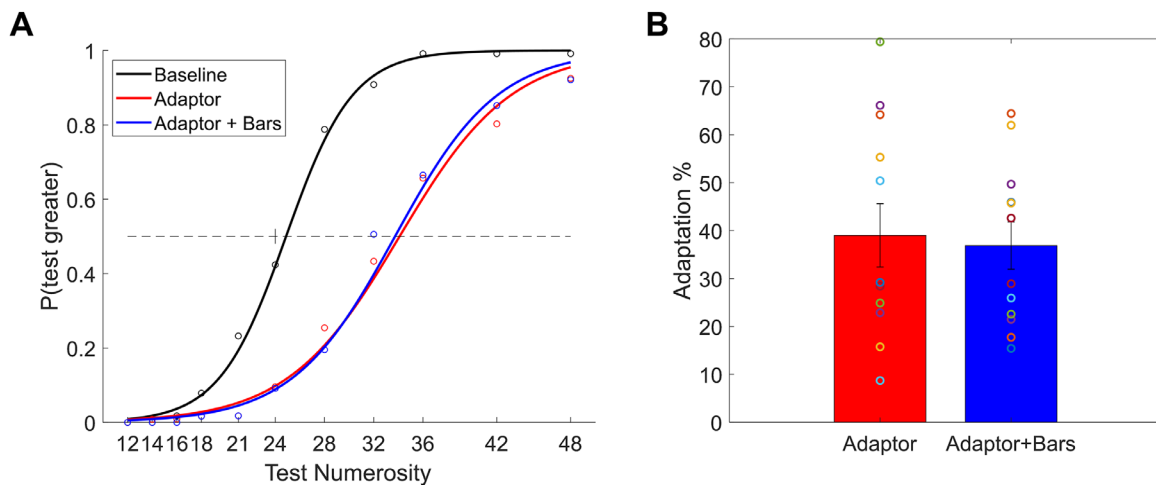 A
P(test greater)
1
0.8
0.6
0.4
0.2
0
Baseline
Adaptor
Adaptor + Bars
12 14 16 18 21 24 28 32 36 42 48
Test Numerosity
B
Adaptation %
80
70
60
50
40
30
20
10
0
Adaptor
Adaptor+Bars